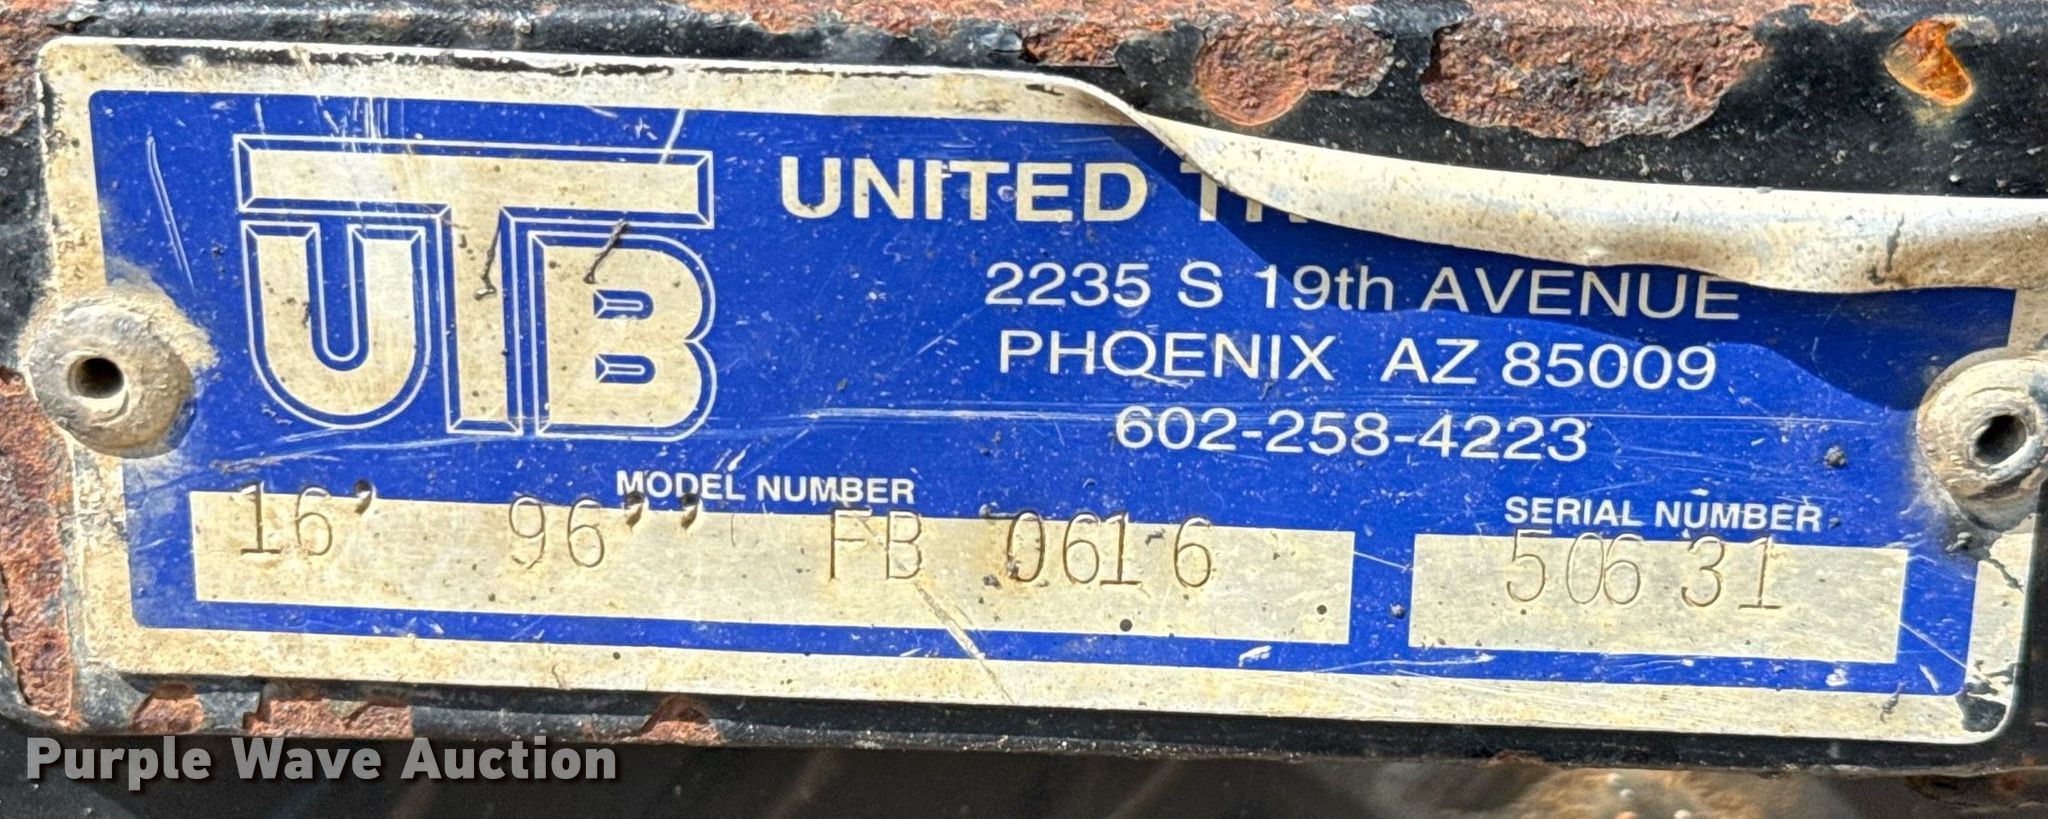 UTB
UNITED
2235 S 19th AVENUE
PHOENIX AZ 85009
602-258-4223
MODEL NUMBER
16' 96'' FB 0616
SERIAL NUMBER
50631
Purple Wave Auction